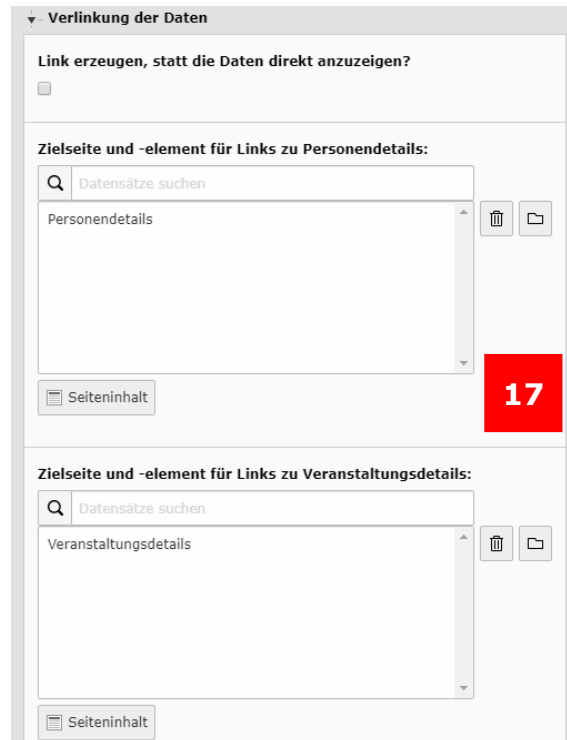 Verlinkung der Daten
Link erzeugen, statt die Daten direkt anzuzeigen?
Zielseite und -element für Links zu Personendetails:
Datensätze suchen
Personendetails
Seiteninhalt
17
Zielseite und -element für Links zu Veranstaltungsdetails:
Datensätze suchen
Veranstaltungsdetails
Seiteninhalt